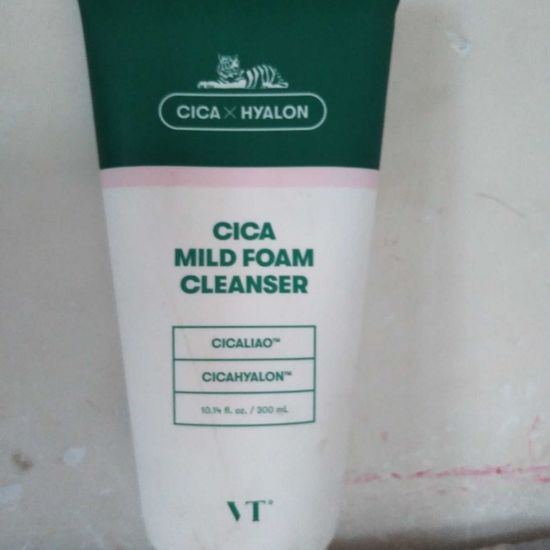 CICA × HYALON
CICA
MILD FOAM
CLEANSER
CICALIAO™
CICAHYALON™
10.14 fl. oz. / 300 mL
VT®